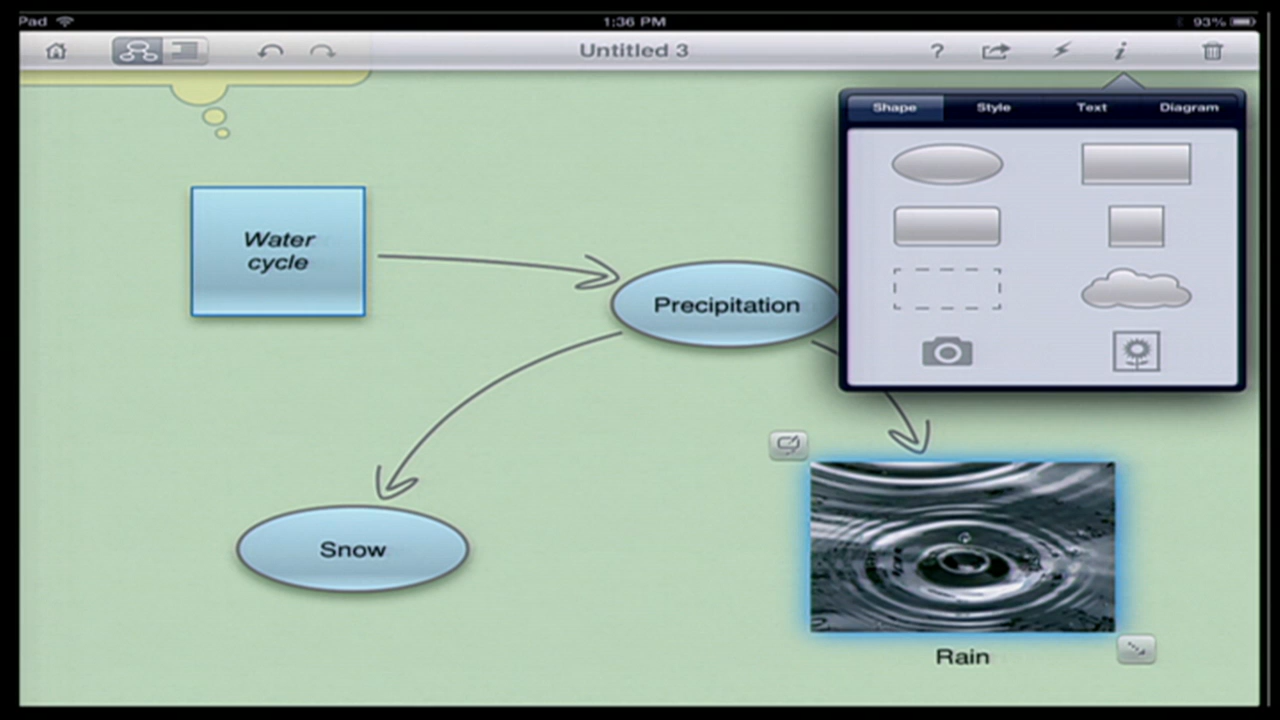 Pad
1:36 PM
93%
Untitled 3
?
i
Shape
Style
Text
Diagram
Water
cycle
Precipitation
Snow
Rain